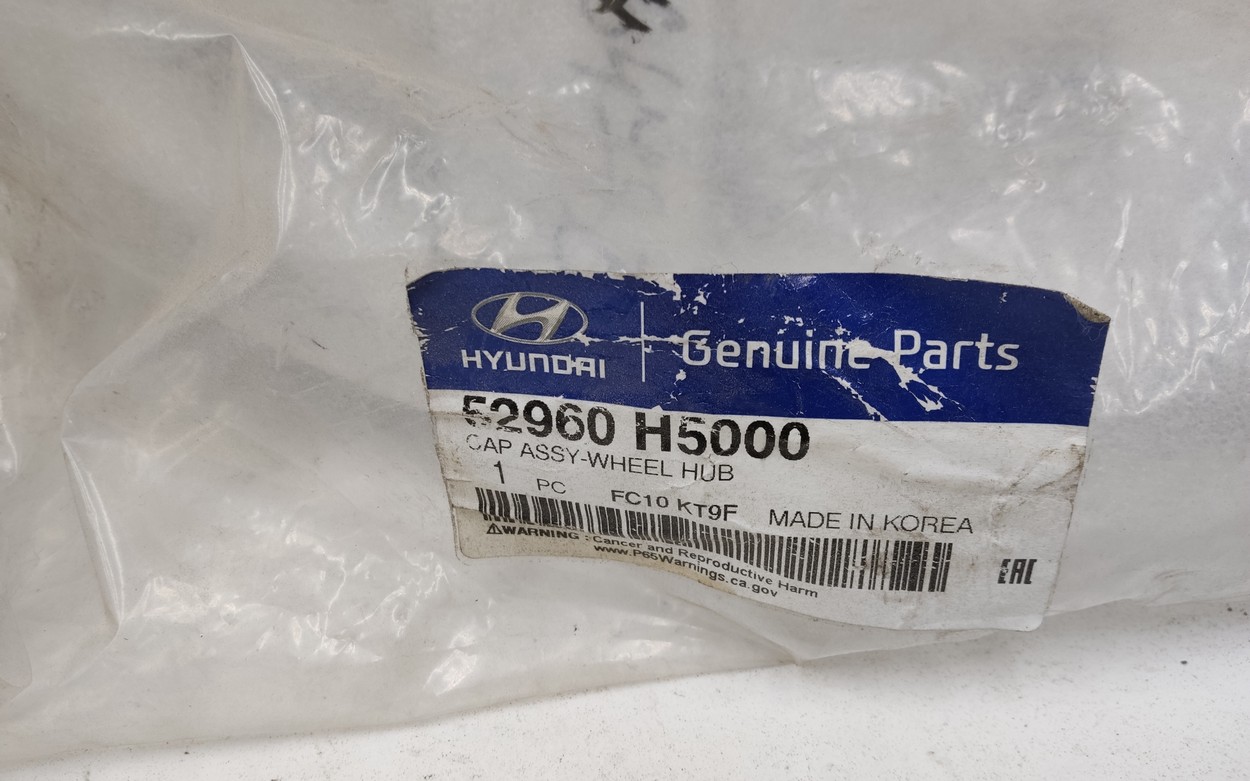 HYUNDAI
Genuine Parts
52960 H5000
CAP ASSY-WHEEL HUB
1 PC FC10 KT9F MADE IN KOREA
⚠WARNING : Cancer and Reproductive Harm
www.P65Warnings.ca.gov
EAC